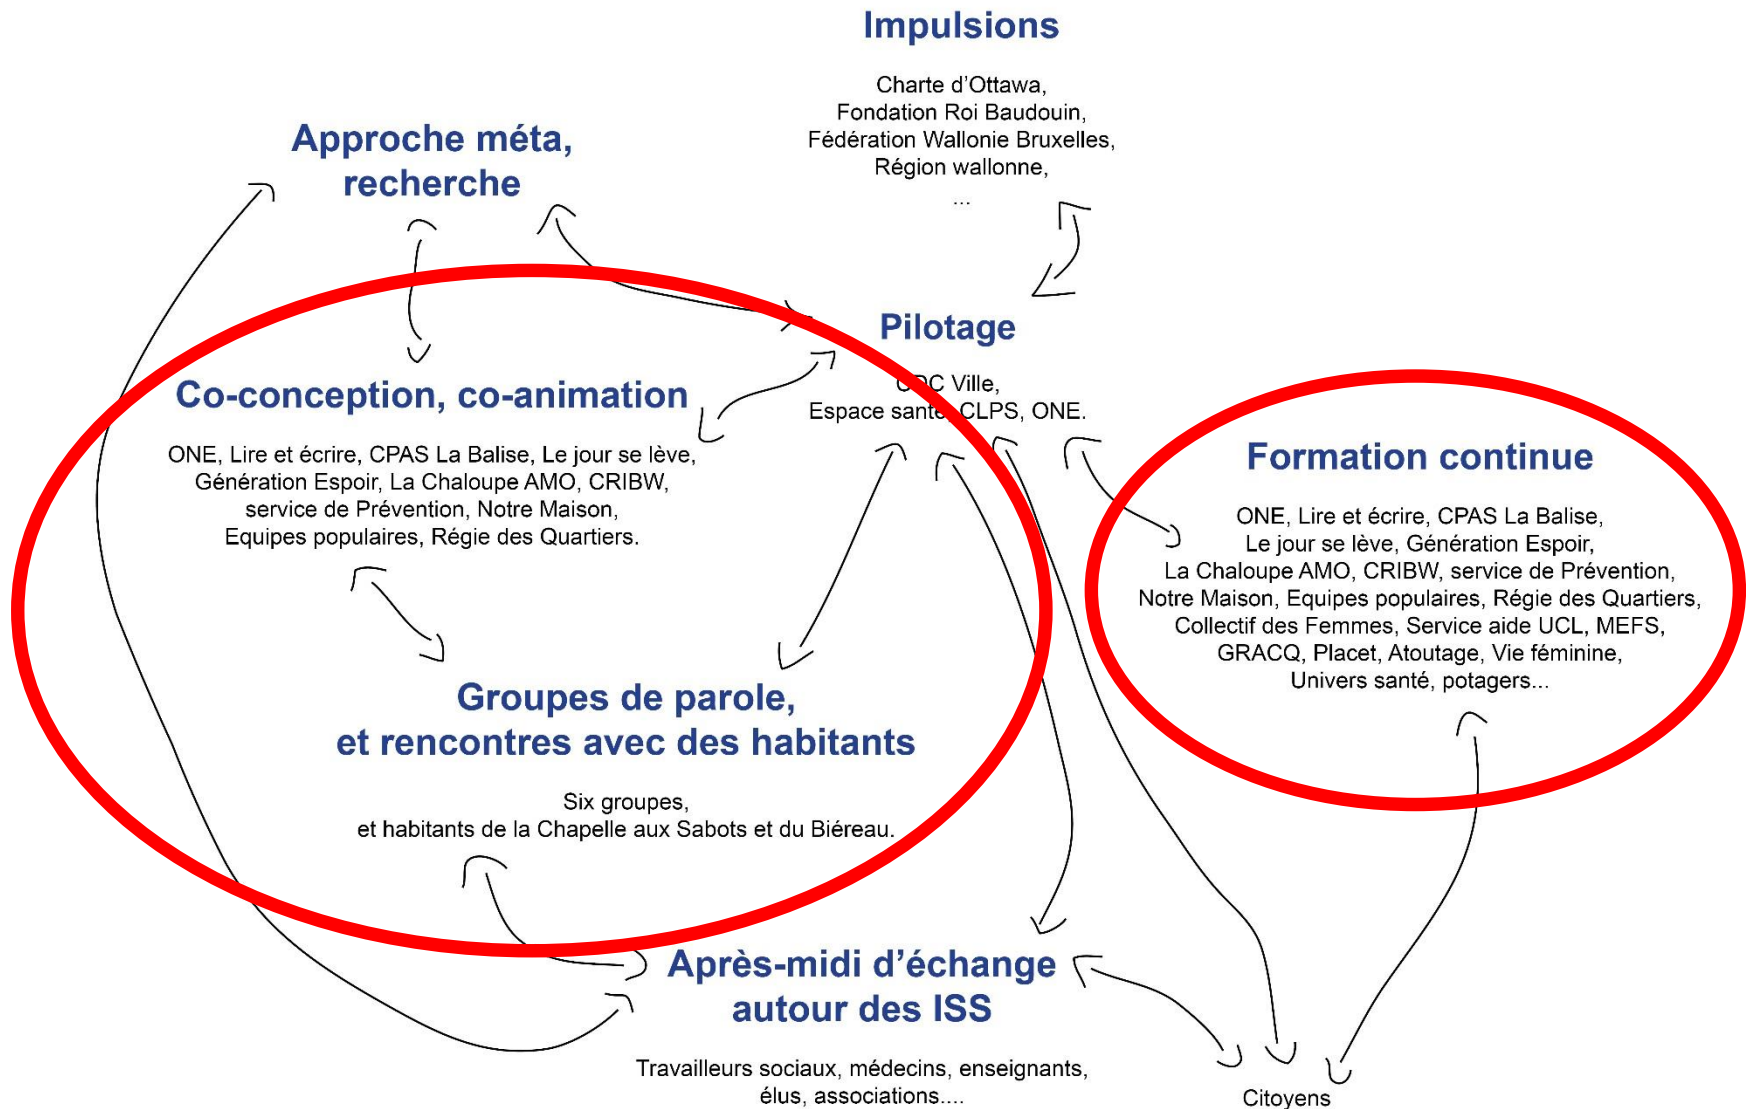 Impulsions
Charte d'Ottawa,
Fondation Roi Baudouin,
Fédération Wallonie Bruxelles,
Région wallonne,
...
Approche méta,
recherche
Pilotage
CDC Ville,
Espace santé, CLPS, ONE.
Co-conception, co-animation
ONE, Lire et écrire, CPAS La Balise, Le jour se lève,
Génération Espoir, La Chaloupe AMO, CRIBW,
service de Prévention, Notre Maison,
Equipes populaires, Régie des Quartiers.
Formation continue
ONE, Lire et écrire, CPAS La Balise,
Le jour se lève, Génération Espoir,
La Chaloupe AMO, CRIBW, service de Prévention,
Notre Maison, Equipes populaires, Régie des Quartiers,
Collectif des Femmes, Service aide UCL, MEFS,
GRACQ, Placet, Atoutage, Vie féminine,
Univers santé, potagers...
Groupes de parole,
et rencontres avec des habitants
Six groupes,
et habitants de la Chapelle aux Sabots et du Biéreau.
Après-midi d'échange
autour des ISS
Travailleurs sociaux, médecins, enseignants,
élus, associations....
Citoyens